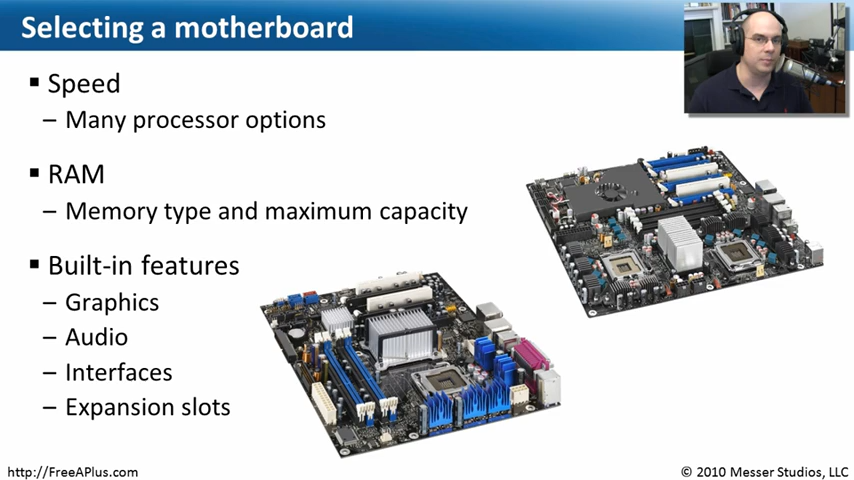 Selecting a motherboard
▪ Speed
– Many processor options
▪ RAM
– Memory type and maximum capacity
▪ Built-in features
– Graphics
– Audio
– Interfaces
– Expansion slots
http://FreeAPlus.com
© 2010 Messer Studios, LLC